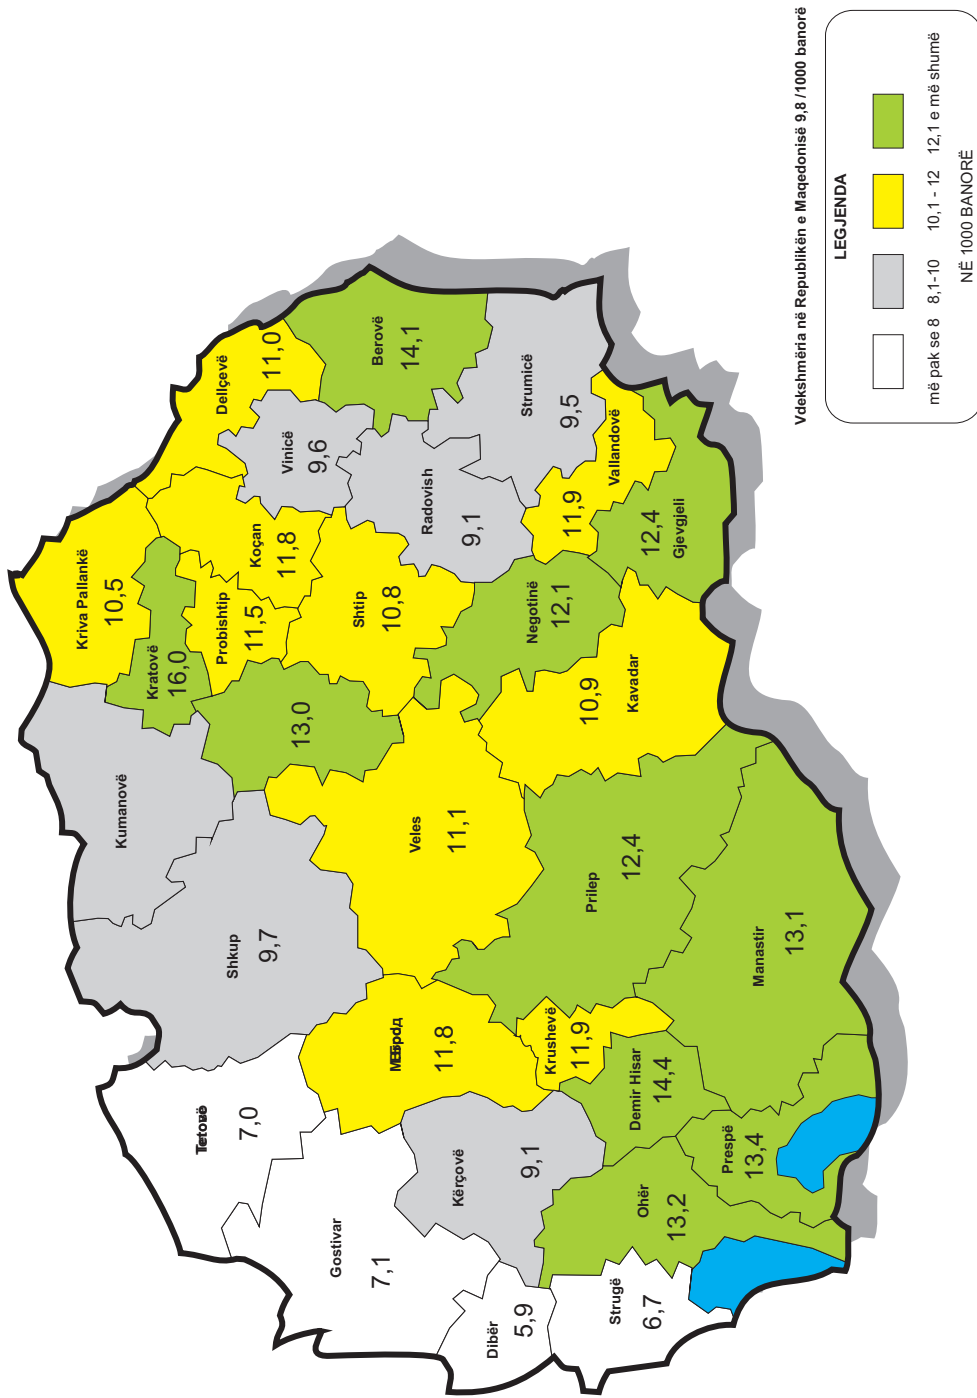 Kriva Pallankë
10,5
Kumanovë
Kratovë
16,0
Dellçevë
11,0
Probishtip
11,5
Koçan
11,8
Tetovë
7,0
Shkup
9,7
Vinicë
9,6
13,0
Gostivar
7,1
Shtip
10,8
Berovë
14,1
11,8
Veles
11,1
Radovish
9,1
Kërçovë
9,1
Dibër
5,9
Krushevë
11,9
Negotinë
12,1
Strumicë
9,5
Prilep
12,4
Kavadar
10,9
Vallandovë
11,9
Demir Hisar
14,4
Strugë
6,7
Ohër
13,2
12,4
Gjevgjeli
Prespë
13,4
Manastir
13,1
Vdekshmëria në Republikën e Maqedonisë 9,8 /1000 banorë
LEGJENDA
më pak se 8 8,1-10 10,1 - 12 12,1 e më shumë
NË 1000 BANORË